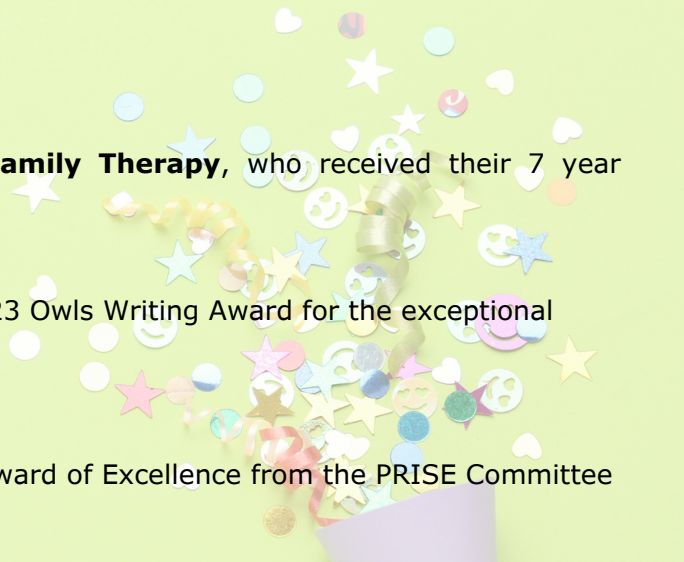 amily Therapy, who received their 7 year
23 Owls Writing Award for the exceptional
ward of Excellence from the PRISE Committee